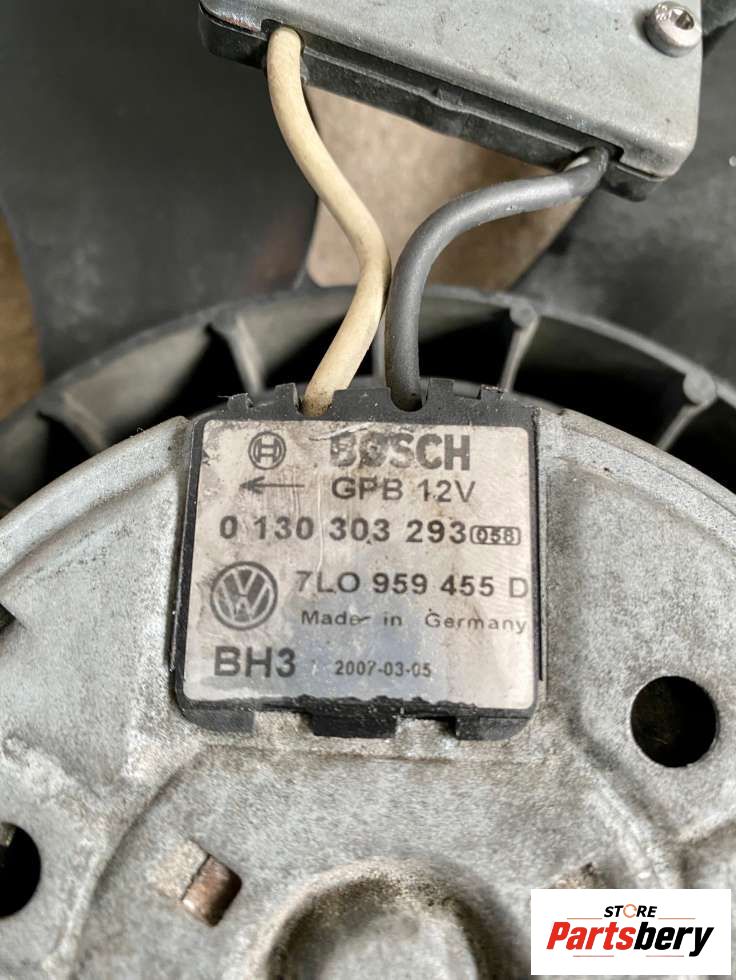 BOSCH
GPB 12V
0 130 303 293 058
7L0 959 455 D
Made in Germany
BH3 2007-03-05
STORE
Partsbery